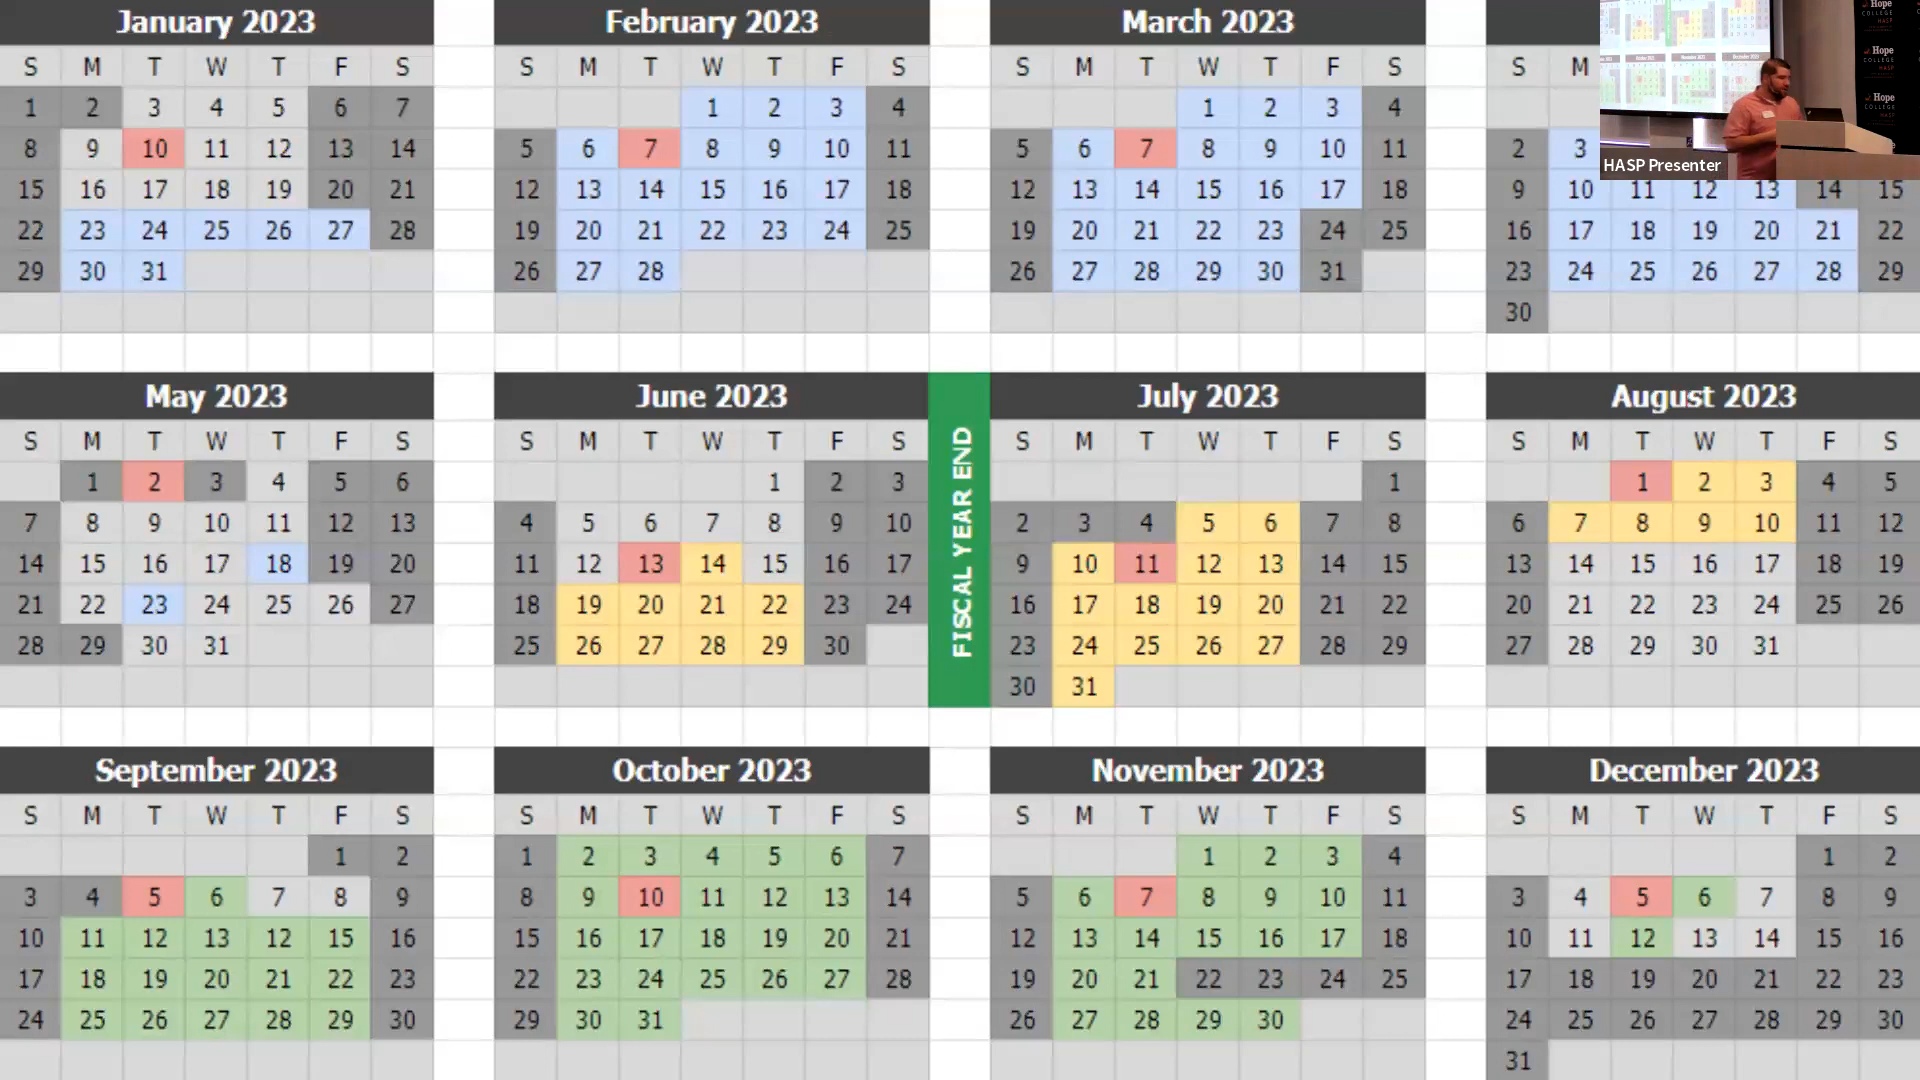 January 2023
S M T W T F S
1 2 3 4 5 6 7
8 9 10 11 12 13 14
15 16 17 18 19 20 21
22 23 24 25 26 27 28
29 30 31
February 2023
S M T W T F S
1 2 3 4
5 6 7 8 9 10 11
12 13 14 15 16 17 18
19 20 21 22 23 24 25
26 27 28
March 2023
S M T W T F S
1 2 3 4
5 6 7 8 9 10 11
12 13 14 15 16 17 18
19 20 21 22 23 24 25
26 27 28 29 30 31
S M
2 3
9 10 11 12 13 14 15
16 17 18 19 20 21 22
23 24 25 26 27 28 29
30
Hope
COLLEGE
HASP
Hope
COLLEGE
HASP
Hope
COLLEGE
HASP Presenter
May 2023
S M T W T F S
1 2 3 4 5 6
7 8 9 10 11 12 13
14 15 16 17 18 19 20
21 22 23 24 25 26 27
28 29 30 31
June 2023
S M T W T F S
1 2 3
4 5 6 7 8 9 10
11 12 13 14 15 16 17
18 19 20 21 22 23 24
25 26 27 28 29 30
FISCAL YEAR END
July 2023
S M T W T F S
1
2 3 4 5 6 7 8
9 10 11 12 13 14 15
16 17 18 19 20 21 22
23 24 25 26 27 28 29
30 31
August 2023
S M T W T F S
1 2 3 4 5
6 7 8 9 10 11 12
13 14 15 16 17 18 19
20 21 22 23 24 25 26
27 28 29 30 31
September 2023
S M T W T F S
1 2
3 4 5 6 7 8 9
10 11 12 13 12 15 16
17 18 19 20 21 22 23
24 25 26 27 28 29 30
October 2023
S M T W T F S
1 2 3 4 5 6 7
8 9 10 11 12 13 14
15 16 17 18 19 20 21
22 23 24 25 26 27 28
29 30 31
November 2023
S M T W T F S
1 2 3 4
5 6 7 8 9 10 11
12 13 14 15 16 17 18
19 20 21 22 23 24 25
26 27 28 29 30
December 2023
S M T W T F S
1 2
3 4 5 6 7 8 9
10 11 12 13 14 15 16
17 18 19 20 21 22 23
24 25 26 27 28 29 30
31